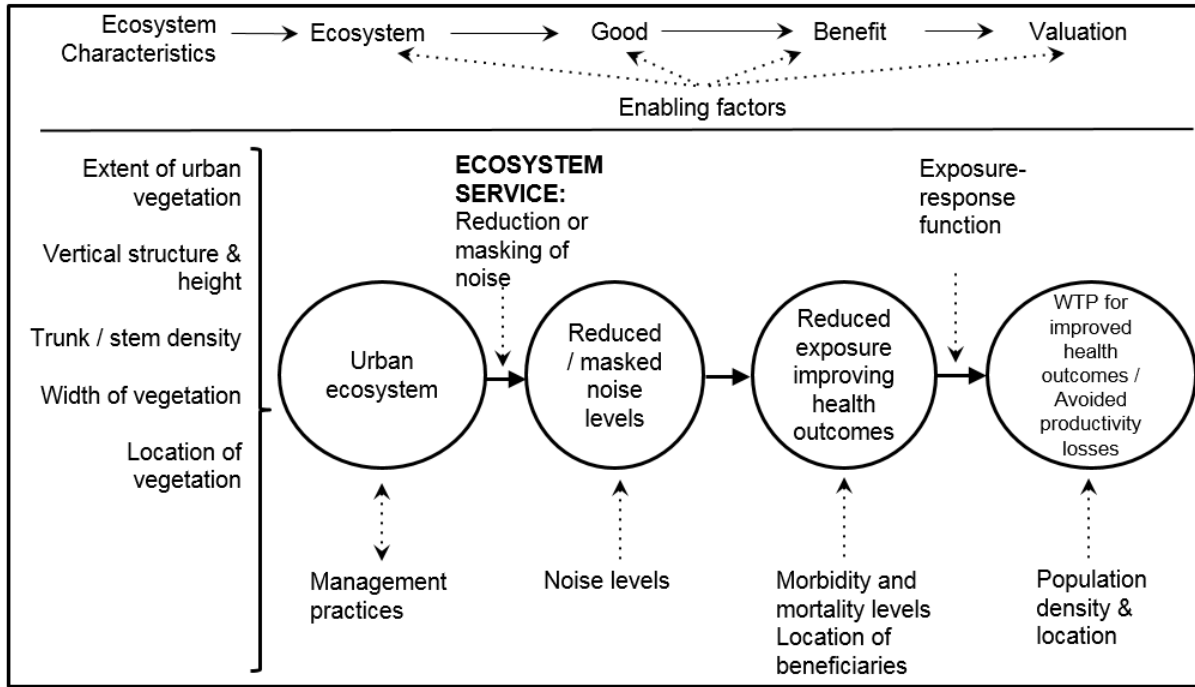 Ecosystem
Characteristics
Ecosystem
Good
Benefit
Valuation
Enabling factors
Extent of urban
vegetation
Vertical structure &
height
Trunk / stem density
Width of vegetation
Location of
vegetation
ECOSYSTEM
SERVICE:
Reduction or
masking of
noise
Exposure-
response
function
Urban
ecosystem
Reduced
/ masked
noise
levels
Reduced
exposure
improving
health
outcomes
WTP for
improved
health
outcomes /
Avoided
productivity
losses
Management
practices
Noise levels
Morbidity and
mortality levels
Location of
beneficiaries
Population
density &
location